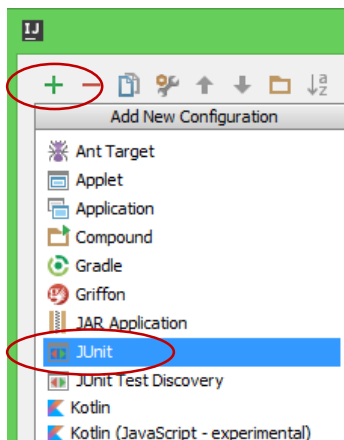 IJ
Add New Configuration
Ant Target
Applet
Application
Compound
Gradle
Griffon
JAR Application
JUnit
JUnit Test Discovery
Kotlin
Kotlin (JavaScript - experimental)